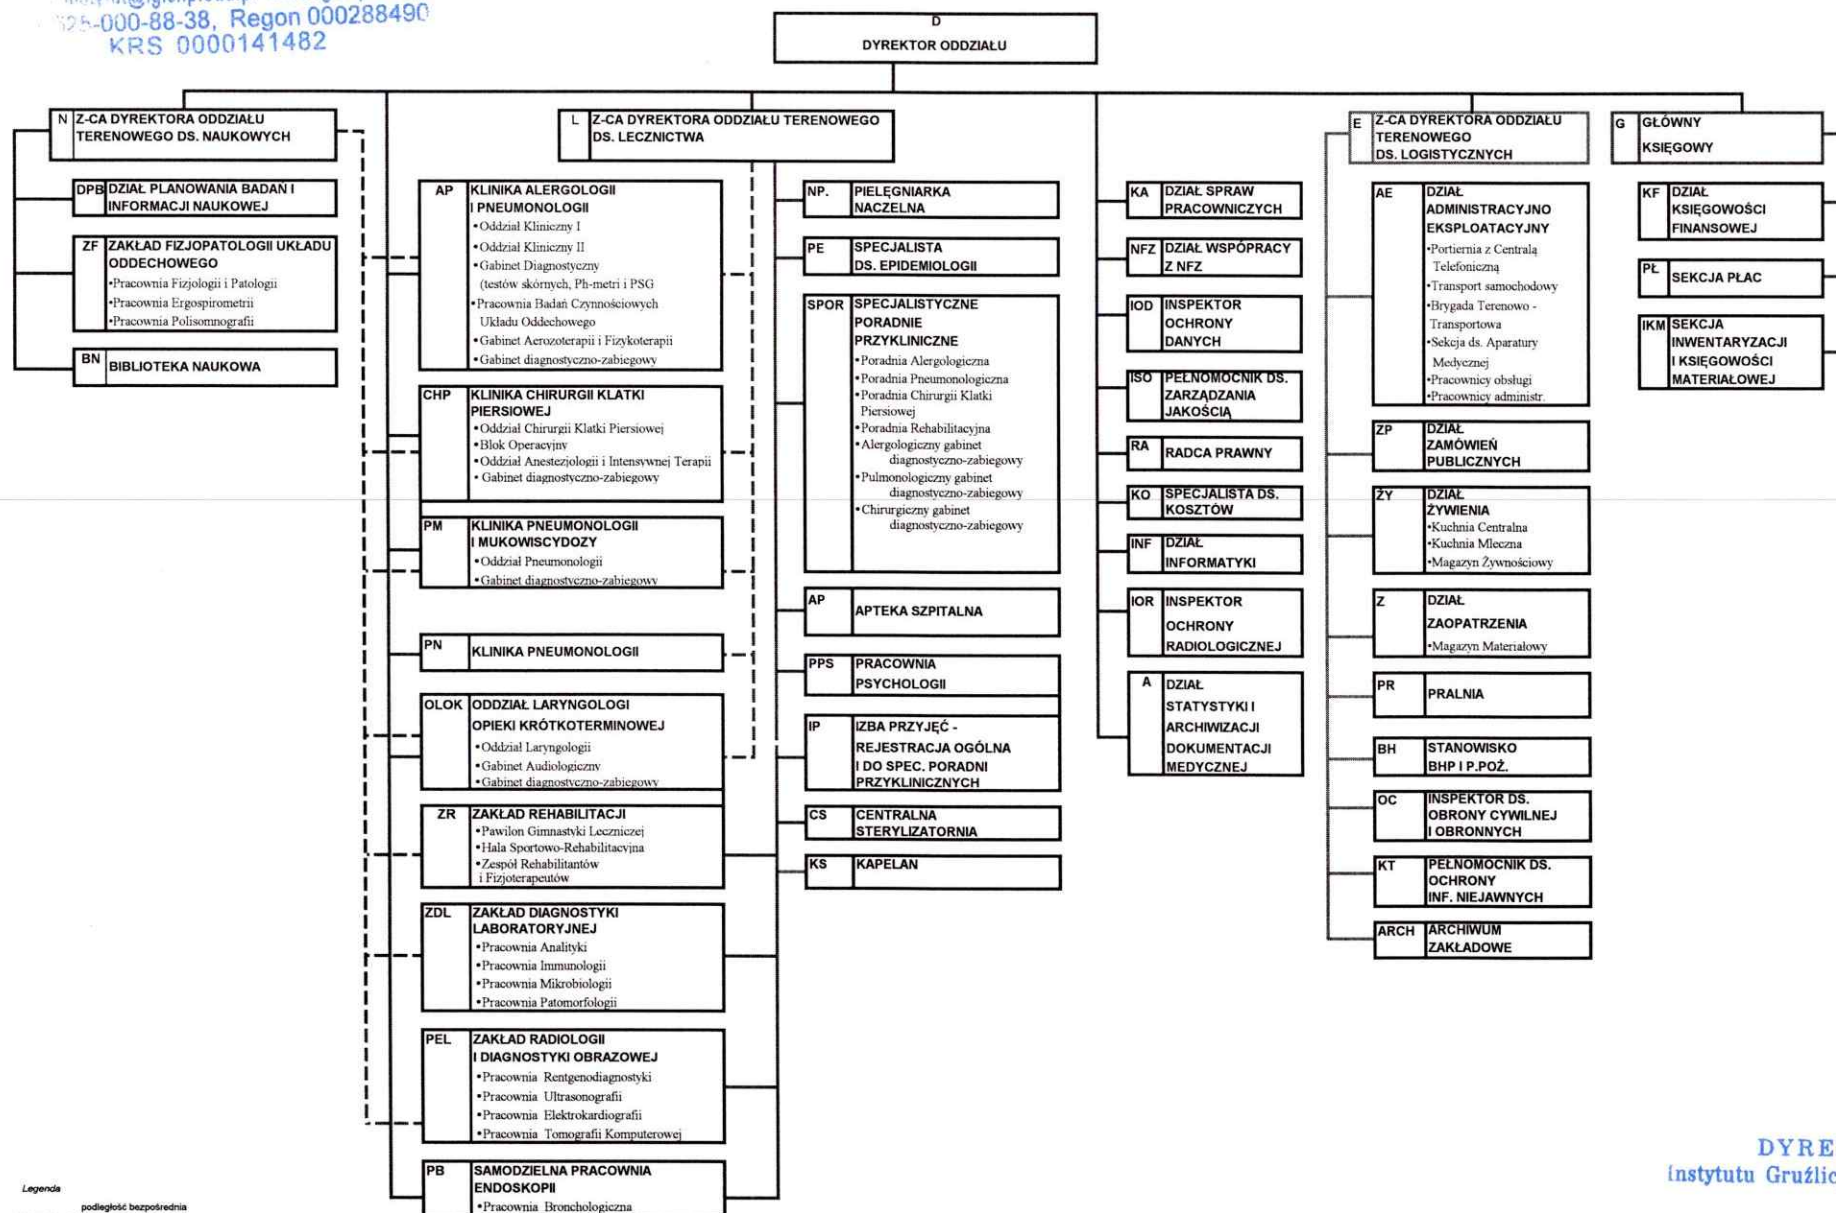 525-000-88-38, Regon 000288490
KRS 0000141482
D
DYREKTOR ODDZIAŁU
N Z-CA DYREKTORA ODDZIAŁU
TERENOWEGO DS. NAUKOWYCH
DPB DZIAŁ PLANOWANIA BADAŃ I
INFORMACJI NAUKOWEJ
ZF ZAKŁAD FIZJOPATOLOGII UKŁADU
ODDECHOWEGO
•Pracownia Fizjologii i Patologii
•Pracownia Ergospirometrii
•Pracownia Polisomnografii
BN BIBLIOTEKA NAUKOWA
L Z-CA DYREKTORA ODDZIAŁU TERENOWEGO
DS. LECZNICTWA
AP KLINIKA ALERGOLOGII
I PNEUMONOLOGII
•Oddział Kliniczny I
•Oddział Kliniczny II
•Gabinet Diagnostyczny
(testów skórnych, Ph-metri i PSG
•Pracownia Badań Czynnościowych
Układu Oddechowego
•Gabinet Aerozoterapii i Fizykoterapii
•Gabinet diagnostyczno-zabiegowy
CHP KLINIKA CHIRURGII KLATKI
PIERSIOWEJ
•Oddział Chirurgii Klatki Piersiowej
•Blok Operacyjny
•Oddział Anestezjologii i Intensywnej Terapii
• Gabinet diagnostyczno-zabiegowy
PM KLINIKA PNEUMONOLOGII
I MUKOWISCYDOZY
•Oddział Pneumonologii
•Gabinet diagnostyczno-zabiegowy
PN KLINIKA PNEUMONOLOGII
OLOK ODDZIAŁ LARYNGOLOGI
OPIEKI KRÓTKOTERMINOWEJ
•Oddział Laryngologii
•Gabinet Audiologiczny
•Gabinet diagnostyczno-zabiegowy
ZR ZAKŁAD REHABILITACJI
•Pawilon Gimnastyki Leczniczej
•Hala Sportowo-Rehabilitacyjna
•Zespół Rehabilitantów
i Fizjoterapeutów
ZDL ZAKŁAD DIAGNOSTYKI
LABORATORYJNEJ
•Pracownia Analityki
•Pracownia Immunologii
•Pracownia Mikrobiologii
•Pracownia Patomorfologii
PEL ZAKŁAD RADIOLOGII
I DIAGNOSTYKI OBRAZOWEJ
•Pracownia Rentgenodiagnostyki
•Pracownia Ultrasonografii
•Pracownia Elektrokardiografii
•Pracownia Tomografii Komputerowej
PB SAMODZIELNA PRACOWNIA
ENDOSKOPII
•Pracownia Bronchologiczna
NP. PIELĘGNIARKA
NACZELNA
PE SPECJALISTA
DS. EPIDEMIOLOGII
SPOR SPECJALISTYCZNE
PORADNIE
PRZYKLINICZNE
•Poradnia Alergologiczna
•Poradnia Pneumonologiczna
•Poradnia Chirurgii Klatki
Piersiowej
•Poradnia Rehabilitacyjna
•Alergologiczny gabinet
diagnostyczno-zabiegowy
•Pulmonologiczny gabinet
diagnostyczno-zabiegowy
•Chirurgiczny gabinet
diagnostyczno-zabiegowy
AP APTEKA SZPITALNA
PPS PRACOWNIA
PSYCHOLOGII
IP IZBA PRZYJĘĆ -
REJESTRACJA OGÓLNA
I DO SPEC. PORADNI
PRZYKLINICZNYCH
CS CENTRALNA
STERYLIZATORNIA
KS KAPELAN
KA DZIAŁ SPRAW
PRACOWNICZYCH
NFZ DZIAŁ WSPÓPRACY
Z NFZ
IOD INSPEKTOR
OCHRONY
DANYCH
ISO PEŁNOMOCNIK DS.
ZARZĄDZANIA
JAKOŚCIĄ
RA RADCA PRAWNY
KO SPECJALISTA DS.
KOSZTÓW
INF DZIAŁ
INFORMATYKI
IOR INSPEKTOR
OCHRONY
RADIOLOGICZNEJ
A DZIAŁ
STATYSTYKI I
ARCHIWIZACJI
DOKUMENTACJI
MEDYCZNEJ
E Z-CA DYREKTORA ODDZIAŁU
TERENOWEGO
DS. LOGISTYCZNYCH
AE DZIAŁ
ADMINISTRACYJNO
EKSPLOATACYJNY
•Portiernia z Centralą
Telefoniczną
•Transport samochodowy
•Brygada Terenowo -
Transportowa
•Sekcja ds. Aparatury
Medycznej
•Pracownicy obsługi
•Pracownicy administr.
ZP DZIAŁ
ZAMÓWIEŃ
PUBLICZNYCH
ŻY DZIAŁ
ŻYWIENIA
•Kuchnia Centralna
•Kuchnia Mleczna
•Magazyn Żywnościowy
Z DZIAŁ
ZAOPATRZENIA
•Magazyn Materiałowy
PR PRALNIA
BH STANOWISKO
BHP I P.POŻ.
OC INSPEKTOR DS.
OBRONY CYWILNEJ
I OBRONNYCH
KT PEŁNOMOCNIK DS.
OCHRONY
INF. NIEJAWNYCH
ARCH ARCHIWUM
ZAKŁADOWE
G GŁÓWNY
KSIĘGOWY
KF DZIAŁ
KSIĘGOWOŚCI
FINANSOWEJ
PŁ SEKCJA PŁAC
IKM SEKCJA
INWENTARYZACJI
I KSIĘGOWOŚCI
MATERIAŁOWEJ
DYRE
Instytutu Gruźlic
Legenda
podległość bezpośrednia